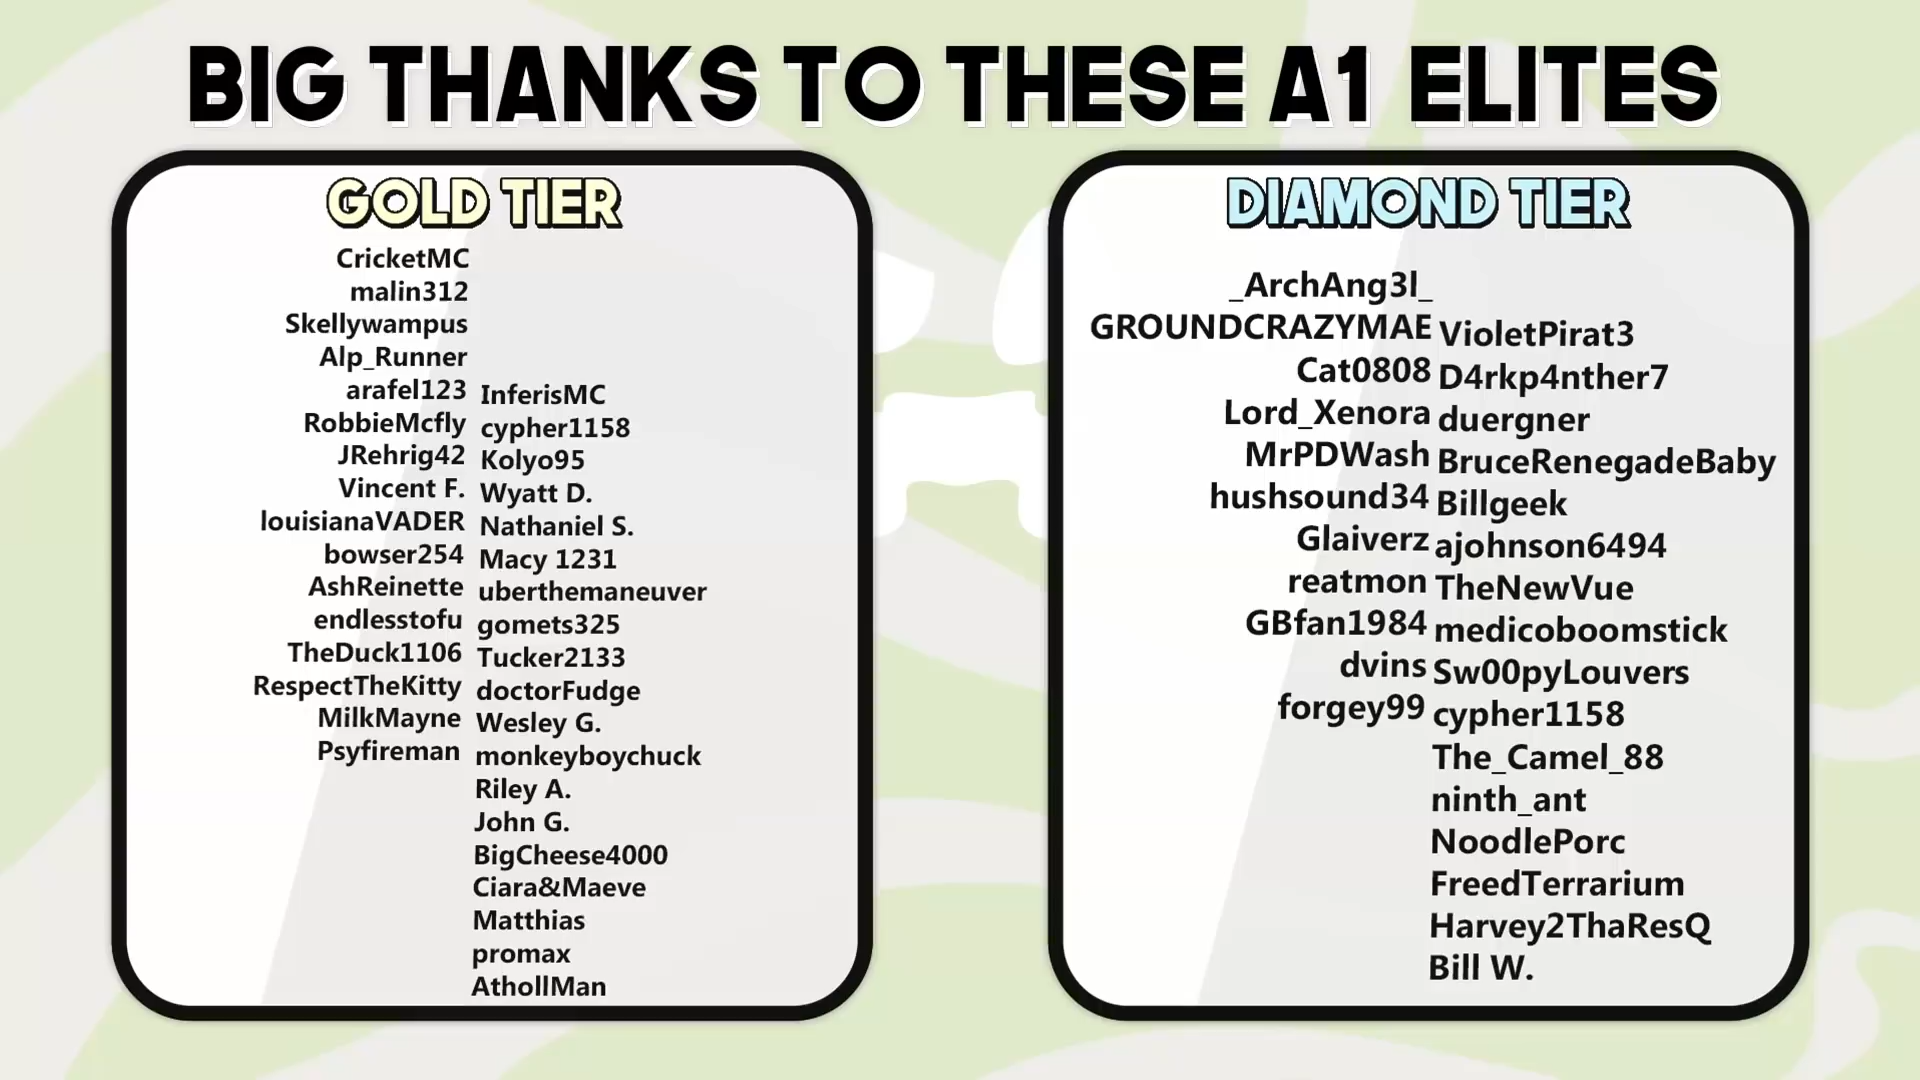 BIG THANKS TO THESE A1 ELITES
GOLD TIER
CricketMC
malin312
Skellywampus
Alp_Runner
arafel123
RobbieMcfly
JRehrig42
Vincent F.
louisianaVADER
bowser254
AshReinette
endlesstofu
TheDuck1106
RespectTheKitty
MilkMayne
Psyfireman
InferisMC
cypher1158
Kolyo95
Wyatt D.
Nathaniel S.
Macy 1231
uberthemaneuver
gomets325
Tucker2133
doctorFudge
Wesley G.
monkeyboychuck
Riley A.
John G.
BigCheese4000
Ciara&Maeve
Matthias
promax
AthollMan
DIAMOND TIER
_ArchAng3l_
GROUNDCRAZYMAE
Cat0808
Lord_Xenora
MrPDWash
hushsound34
Glaiverz
reatmon
GBfan1984
dvins
forgey99
VioletPirat3
D4rkp4nther7
duergner
BruceRenegadeBaby
Billgeek
ajohnson6494
TheNewVue
medicoboomstick
Sw00pyLouvers
cypher1158
The_Camel_88
ninth_ant
NoodlePorc
FreedTerrarium
Harvey2ThaResQ
Bill W.